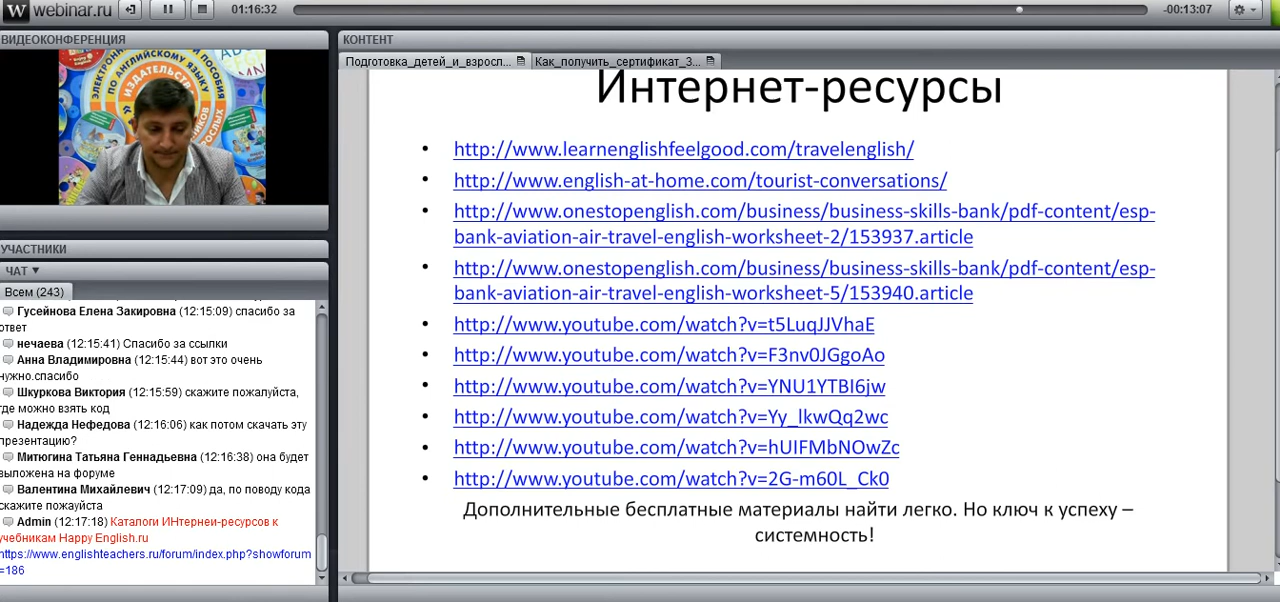 webinar.ru
01:16:32
-00:13:07
ВИДЕОКОНФЕРЕНЦИЯ
ЭЛЕКТРОННЫЕ
ПОСОБИЯ
ПО АНГЛИЙСКОМУ ЯЗЫКУ
ИЗДАТЕЛЬСТВО
УЧАСТНИКИ
ЧАТ
Всем (243)
Гусейнова Елена Закировна (12:15:09) спасибо за
ответ
нечаева (12:15:41) Спасибо за ссылки
Анна Владимировна (12:15:44) вот это очень
нужно.спасибо
Шкуркова Виктория (12:15:59) скажите пожалуйста,
где можно взять код
Надежда Нефедова (12:16:06) как потом скачать эту
презентацию?
Митюгина Татьяна Геннадьевна (12:16:38) она будет
выложена на форуме
Валентина Михайлевич (12:17:09) да, по поводу кода
скажите пожауйста
Admin (12:17:18) Каталоги ИНтернеи-ресурсов к
учебникам Happy English.ru
https://www.englishteachers.ru/forum/index.php?showforum
=186
КОНТЕНТ
Подготовка_детей_и_взросл...
Как_получить_сертификат_3...
Интернет-ресурсы
• http://www.learnenglishfeelgood.com/travelenglish/
• http://www.english-at-home.com/tourist-conversations/
• http://www.onestopenglish.com/business/business-skills-bank/pdf-content/esp-
bank-aviation-air-travel-english-worksheet-2/153937.article
• http://www.onestopenglish.com/business/business-skills-bank/pdf-content/esp-
bank-aviation-air-travel-english-worksheet-5/153940.article
• http://www.youtube.com/watch?v=t5LuqJJVhaE
• http://www.youtube.com/watch?v=F3nv0JGgoAo
• http://www.youtube.com/watch?v=YNU1YTBI6jw
• http://www.youtube.com/watch?v=Yy_lkwQq2wc
• http://www.youtube.com/watch?v=hUIFMbNOwZc
• http://www.youtube.com/watch?v=2G-m60L_Ck0
Дополнительные бесплатные материалы найти легко. Но ключ к успеху –
системность!